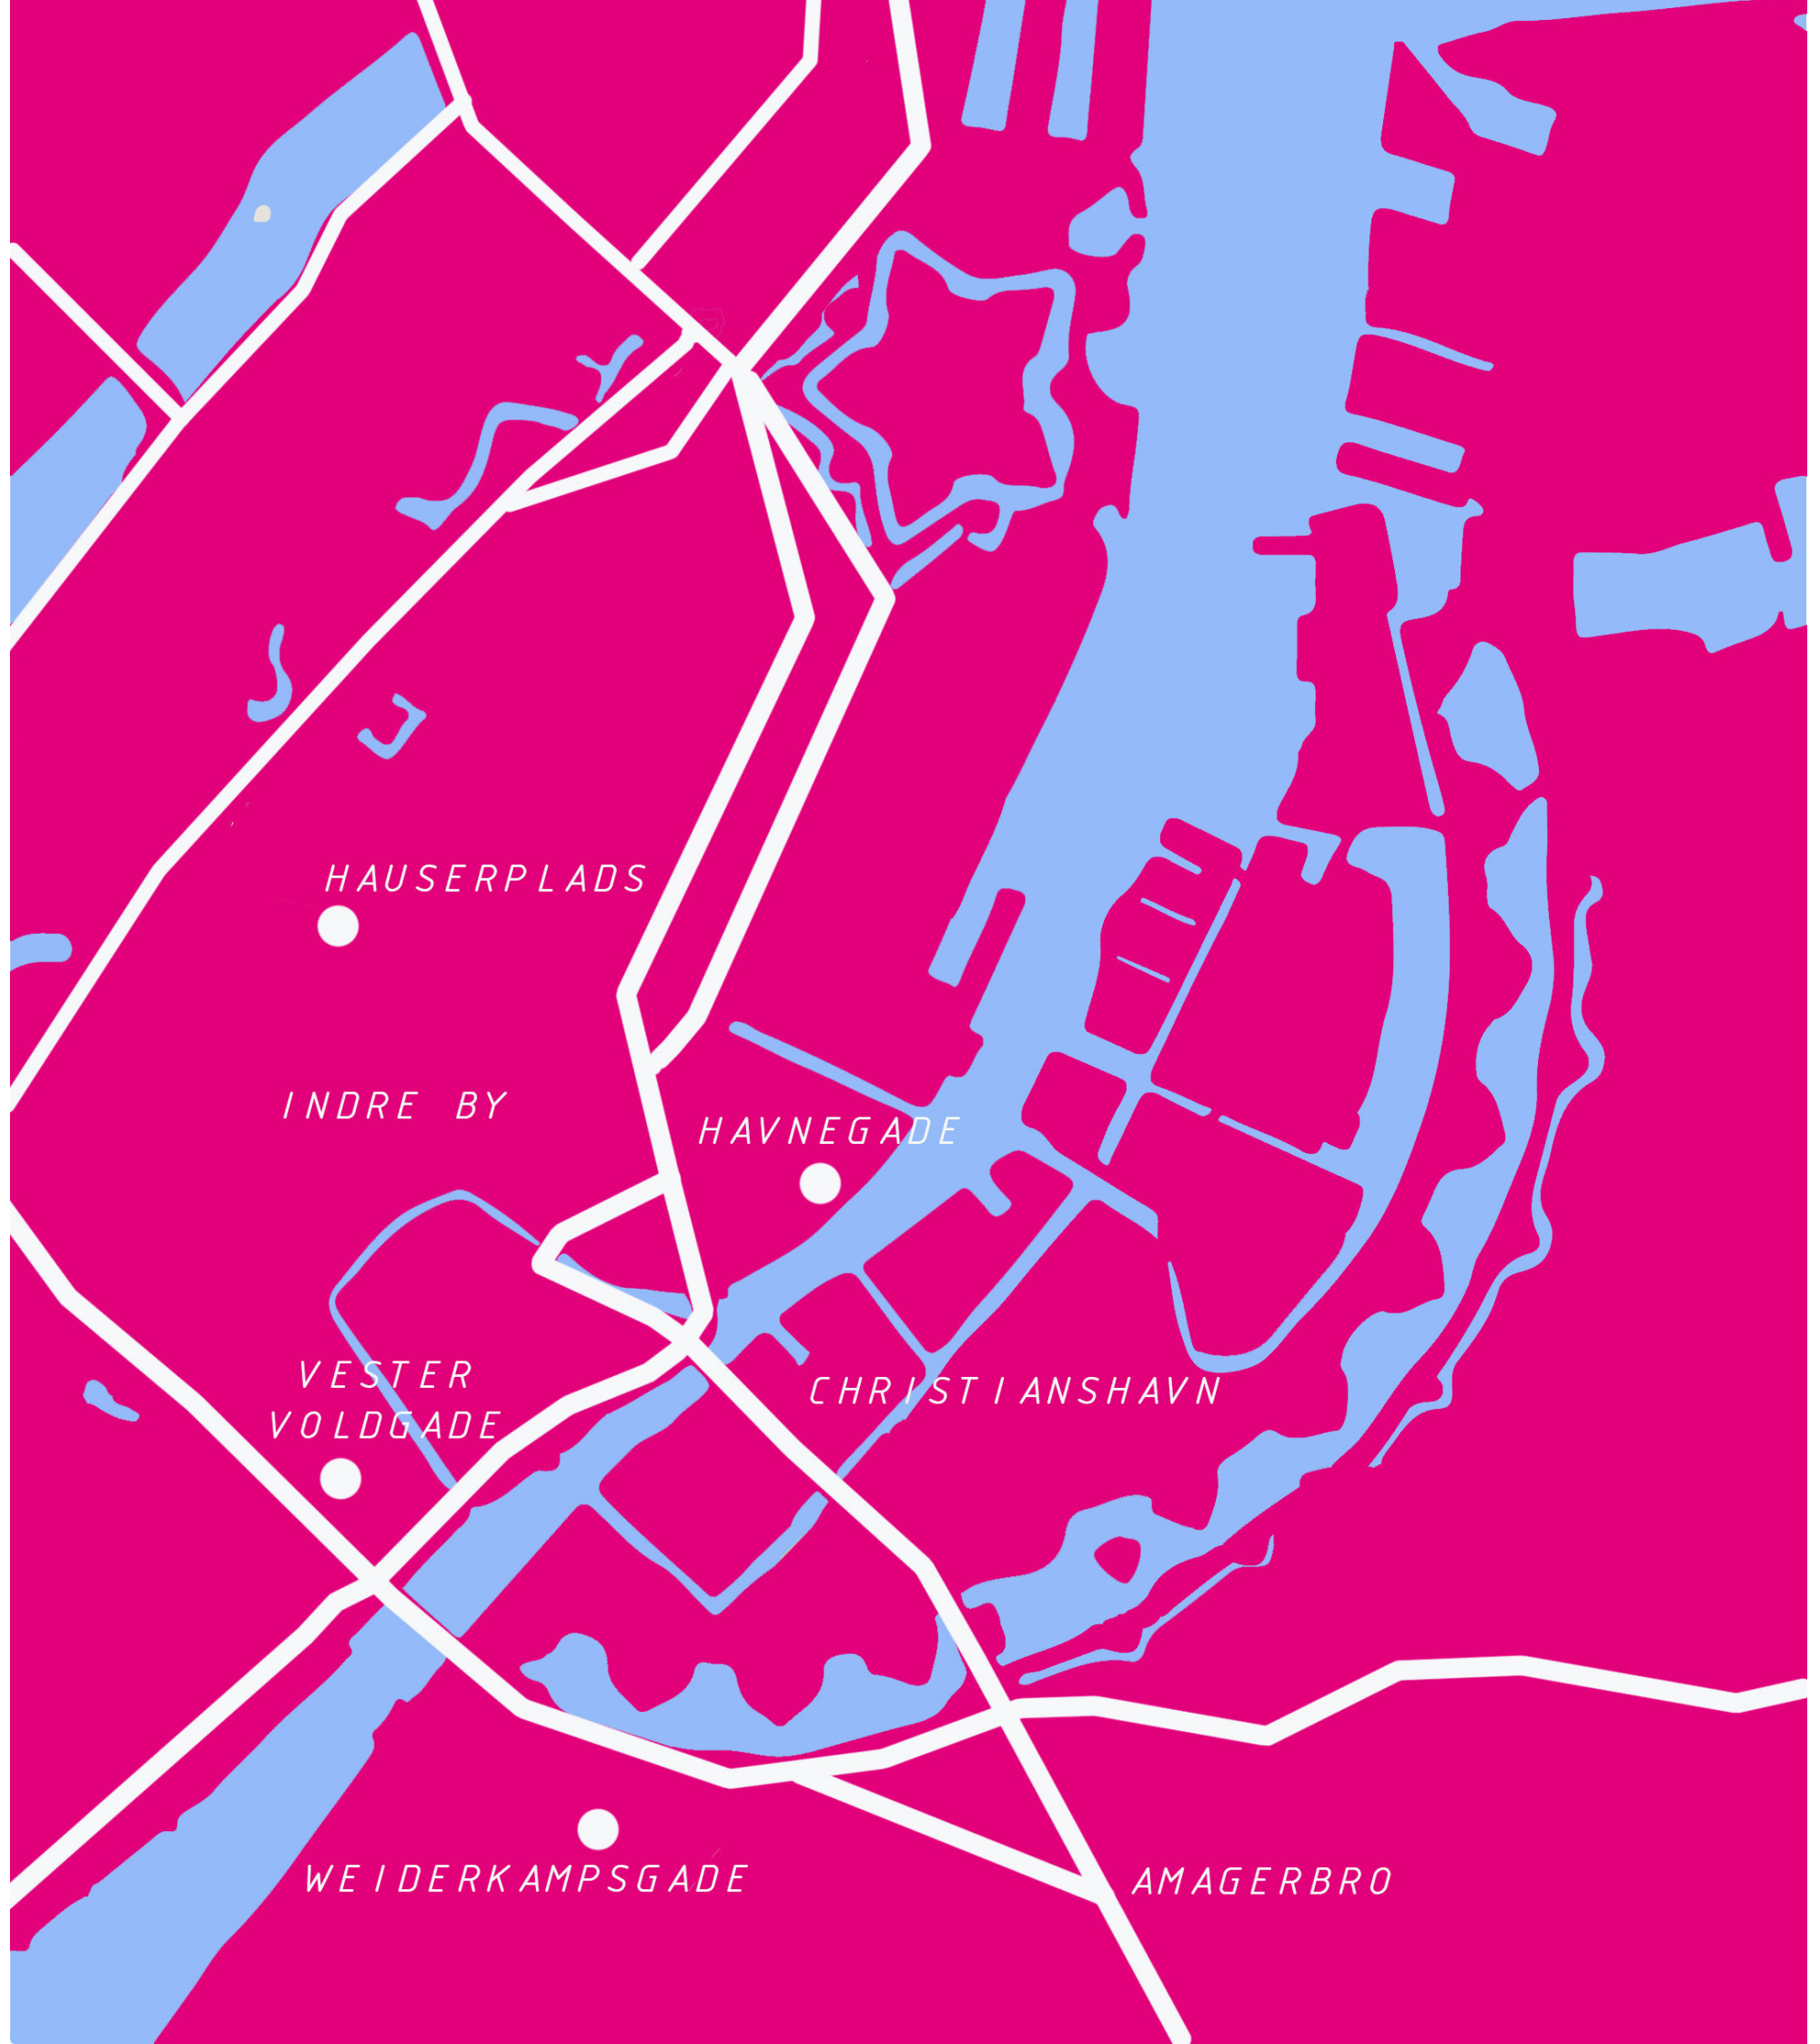 HAUSERPLADS
INDRE BY
HAVNEGADE
VESTER
VOLDGADE
CHRISTIANSHAVN
WEIDERKAMPSGADE
AMAGERBRO